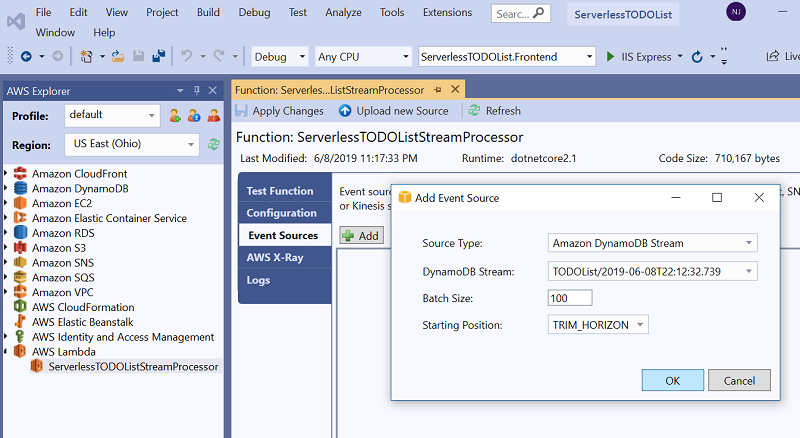 File Edit View Project Build Debug Team Tools Search... ServerlessTODOList NJ
Test Analyze Extensions
Window Help
Debug Any CPU ServerlessTODOList.Frontend IIS Express Live
AWS Explorer
Profile: default
Region: US East (Ohio)
Amazon CloudFront
Amazon DynamoDB
Amazon EC2
Amazon Elastic Container Service
Amazon RDS
Amazon S3
Amazon SNS
Amazon SQS
Amazon VPC
AWS CloudFormation
AWS Elastic Beanstalk
AWS Identity and Access Management
AWS Lambda
ServerlessTODOListStreamProcessor
Function: Serverles...ListStreamProcessor
Apply Changes Upload new Source Refresh
Function: ServerlessTODOListStreamProcessor
Last Modified: 6/8/2019 11:17:33 PM Runtime: dotnetcore2.1 Code Size: 710,167 bytes
Test Function
Configuration
Event Sources
AWS X-Ray
Logs
Event sour
, SN
or Kinesis s
Add
Add Event Source
Source Type: Amazon DynamoDB Stream
DynamoDB Stream: TODOList/2019-06-08T22:12:32.739
Batch Size: 100
Starting Position: TRIM_HORIZON
OK Cancel